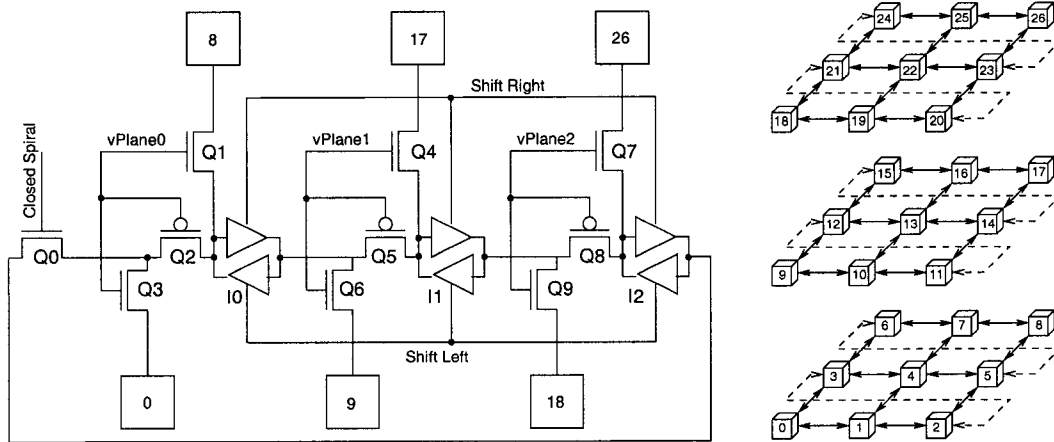 8
17
26
Shift Right
Closed Spiral
vPlane0
Q1
vPlane1
Q4
vPlane2
Q7
Q0
Q2
Q3
I0
Q5
Q6
I1
Q8
Q9
I2
Shift Left
0
9
18
24 25 26
21 22 23
18 19 20
15 16 17
12 13 14
9 10 11
6 7 8
3 4 5
0 1 2